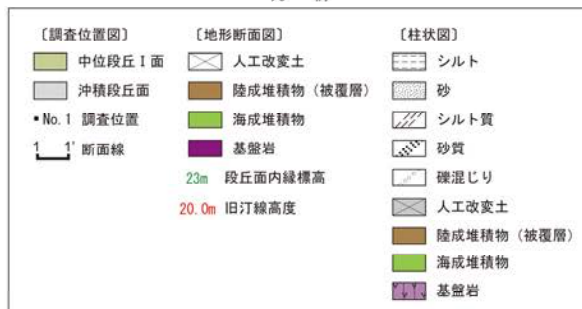 〔調査位置図〕
中位段丘Ⅰ面
沖積段丘面
•No.1 調査位置
1 1' 断面線
〔地形断面図〕
人工改変土
陸成堆積物（被覆層）
海成堆積物
基盤岩
23m 段丘面内縁標高
20.0m 旧汀線高度
〔柱状図〕
シルト
砂
シルト質
砂質
礫混じり
人工改変土
陸成堆積物（被覆層）
海成堆積物
基盤岩